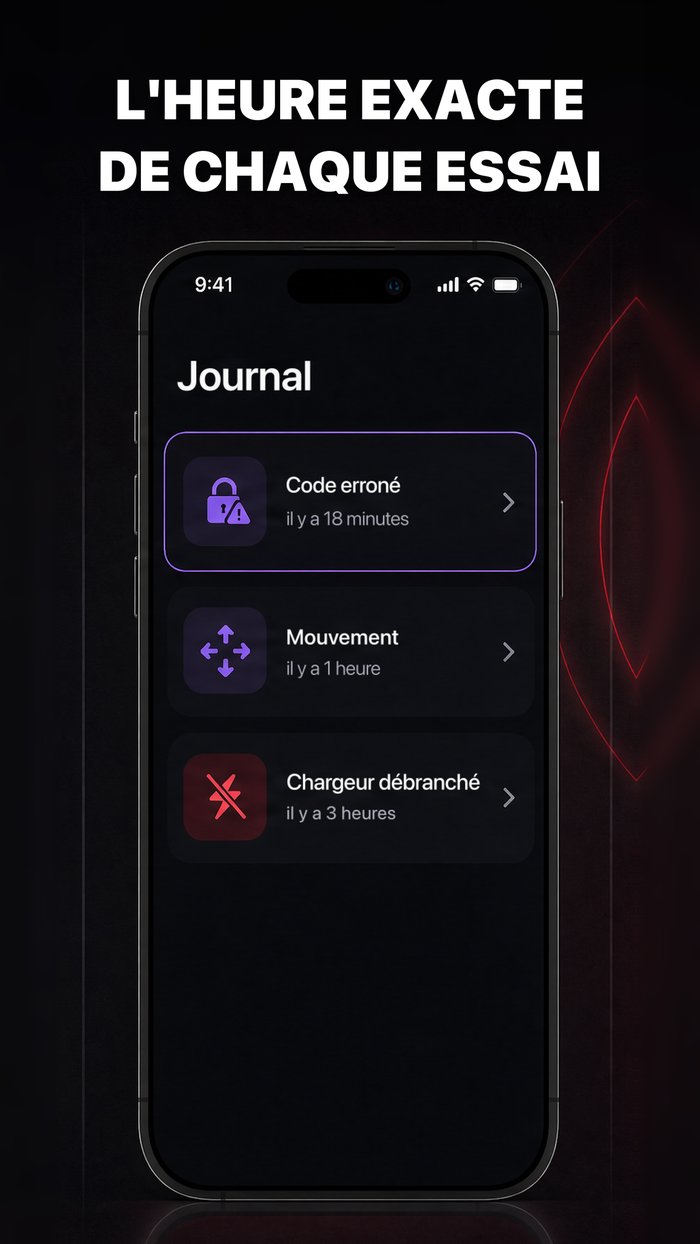 L'HEURE EXACTE
DE CHAQUE ESSAI
9:41
Journal
Code erroné
il y a 18 minutes
Mouvement
il y a 1 heure
Chargeur débranché
il y a 3 heures